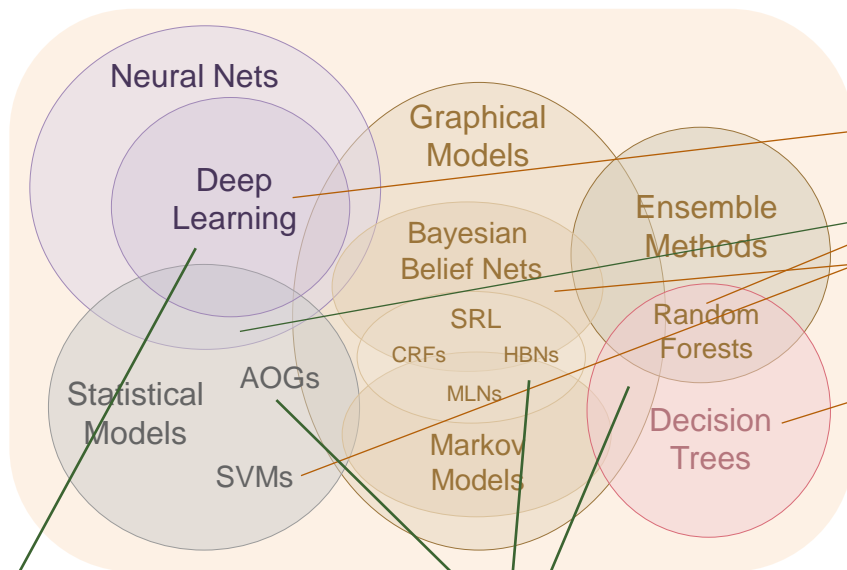 Neural Nets
Deep
Learning
Graphical
Models
Ensemble
Methods
Bayesian
Belief Nets
SRL
CRFs
HBNs
MLNs
Random
Forests
AOGs
Statistical
Models
SVMs
Markov
Models
Decision
Trees